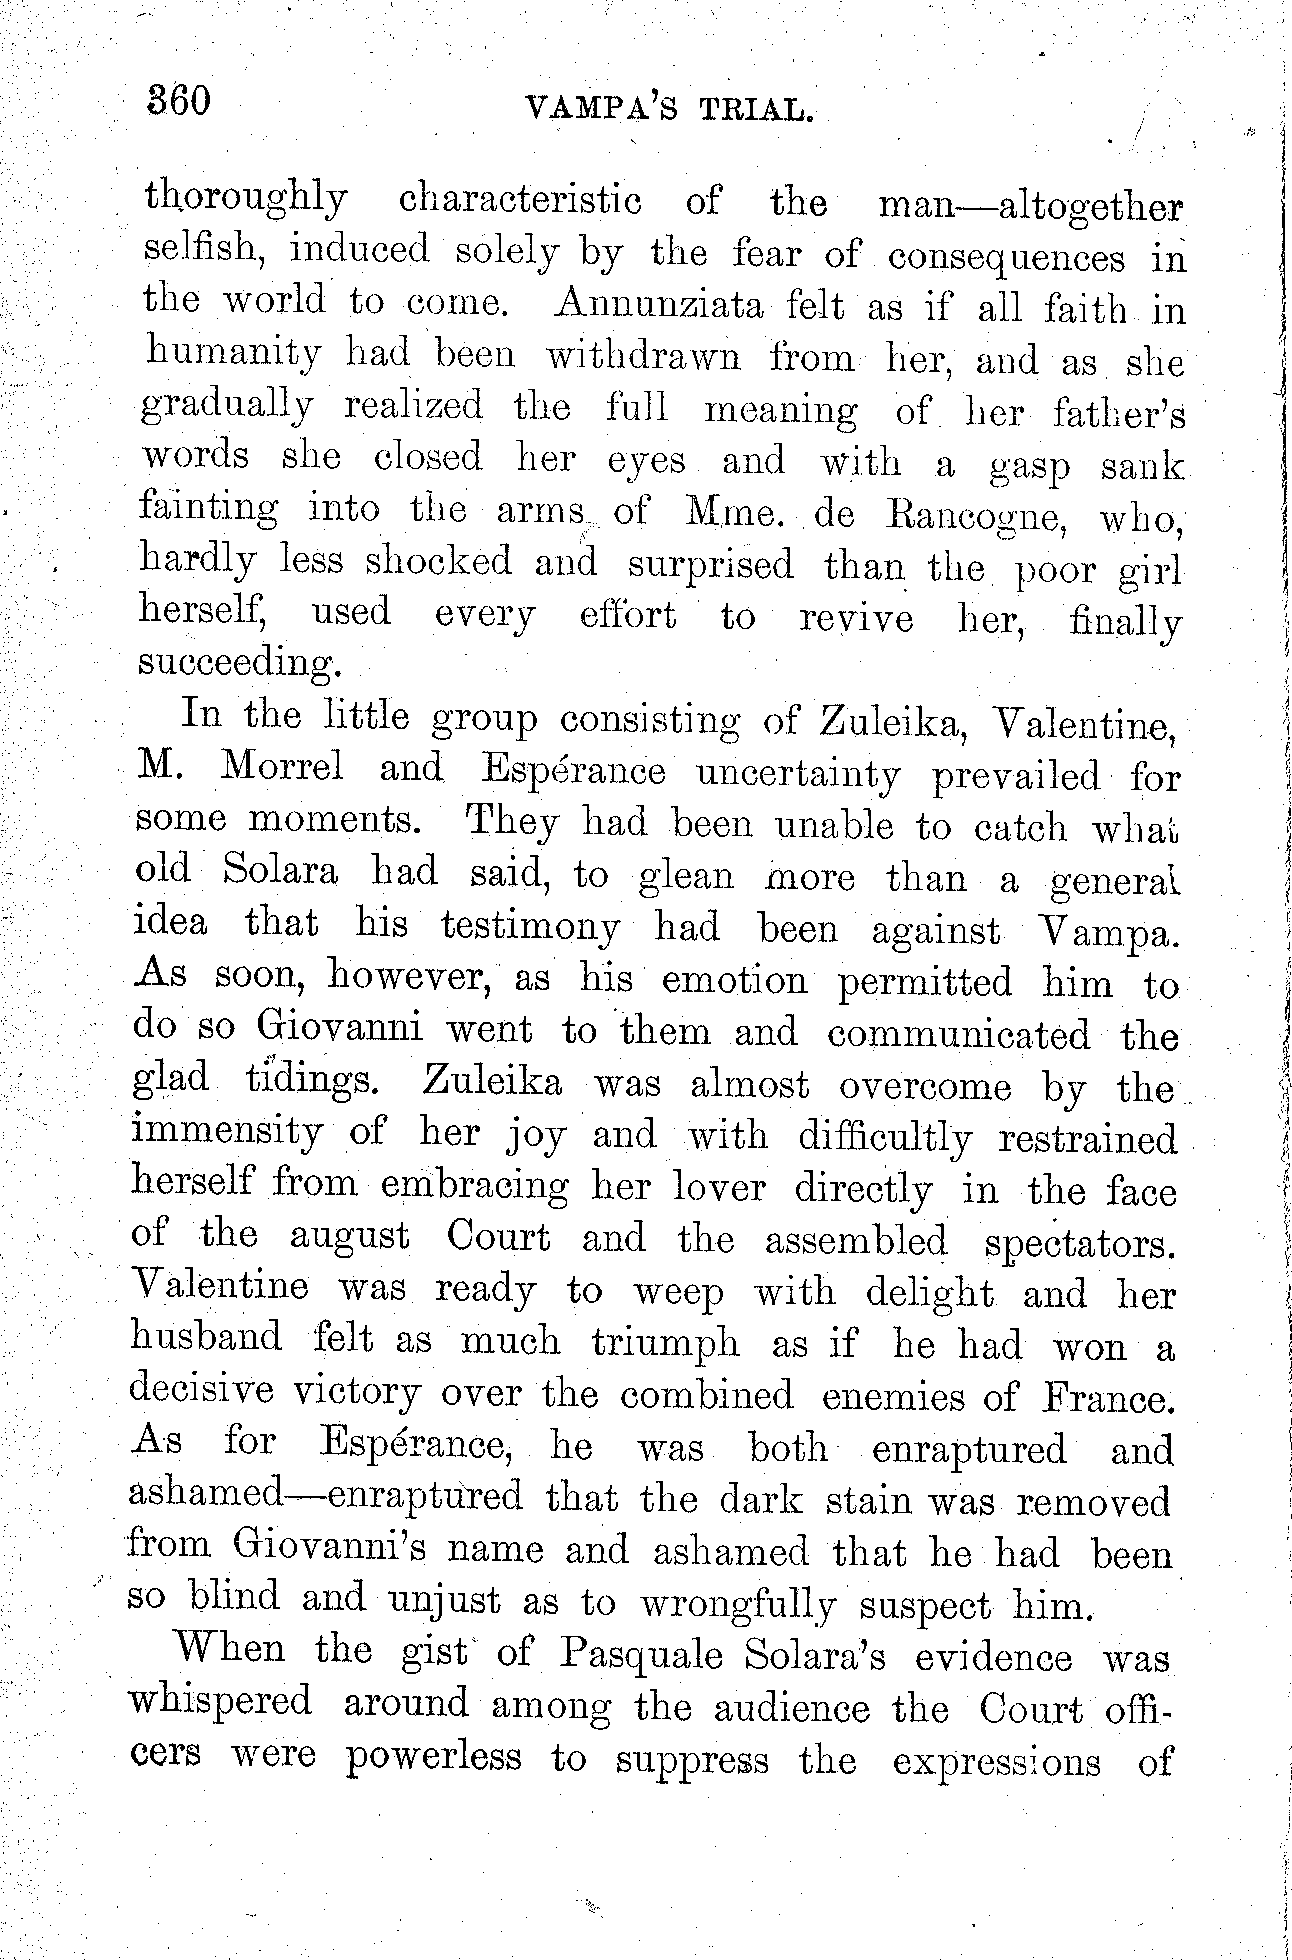 360 VAMPA'S TRIAL.
thoroughly characteristic of the man—altogether
selfish, induced solely by the fear of consequences in
the world to come. Annunziata felt as if all faith in
humanity had been withdrawn from her, and as she
gradually realized the full meaning of her father's
words she closed her eyes and with a gasp sank
fainting into the arms of Mme. de Rancogne, who,
hardly less shocked and surprised than the poor girl
herself, used every effort to revive her, finally
succeeding.
In the little group consisting of Zuleika, Valentine,
M. Morrel and Espérance uncertainty prevailed for
some moments. They had been unable to catch what
old Solara had said, to glean more than a general
idea that his testimony had been against Vampa.
As soon, however, as his emotion permitted him to
do so Giovanni went to them and communicated the
glad tidings. Zuleika was almost overcome by the
immensity of her joy and with difficultly restrained
herself from embracing her lover directly in the face
of the august Court and the assembled spectators.
Valentine was ready to weep with delight and her
husband felt as much triumph as if he had won a
decisive victory over the combined enemies of France.
As for Espérance, he was both enraptured and
ashamed—enraptured that the dark stain was removed
from Giovanni's name and ashamed that he had been
so blind and unjust as to wrongfully suspect him.
When the gist of Pasquale Solara's evidence was
whispered around among the audience the Court offi-
cers were powerless to suppress the expressions of